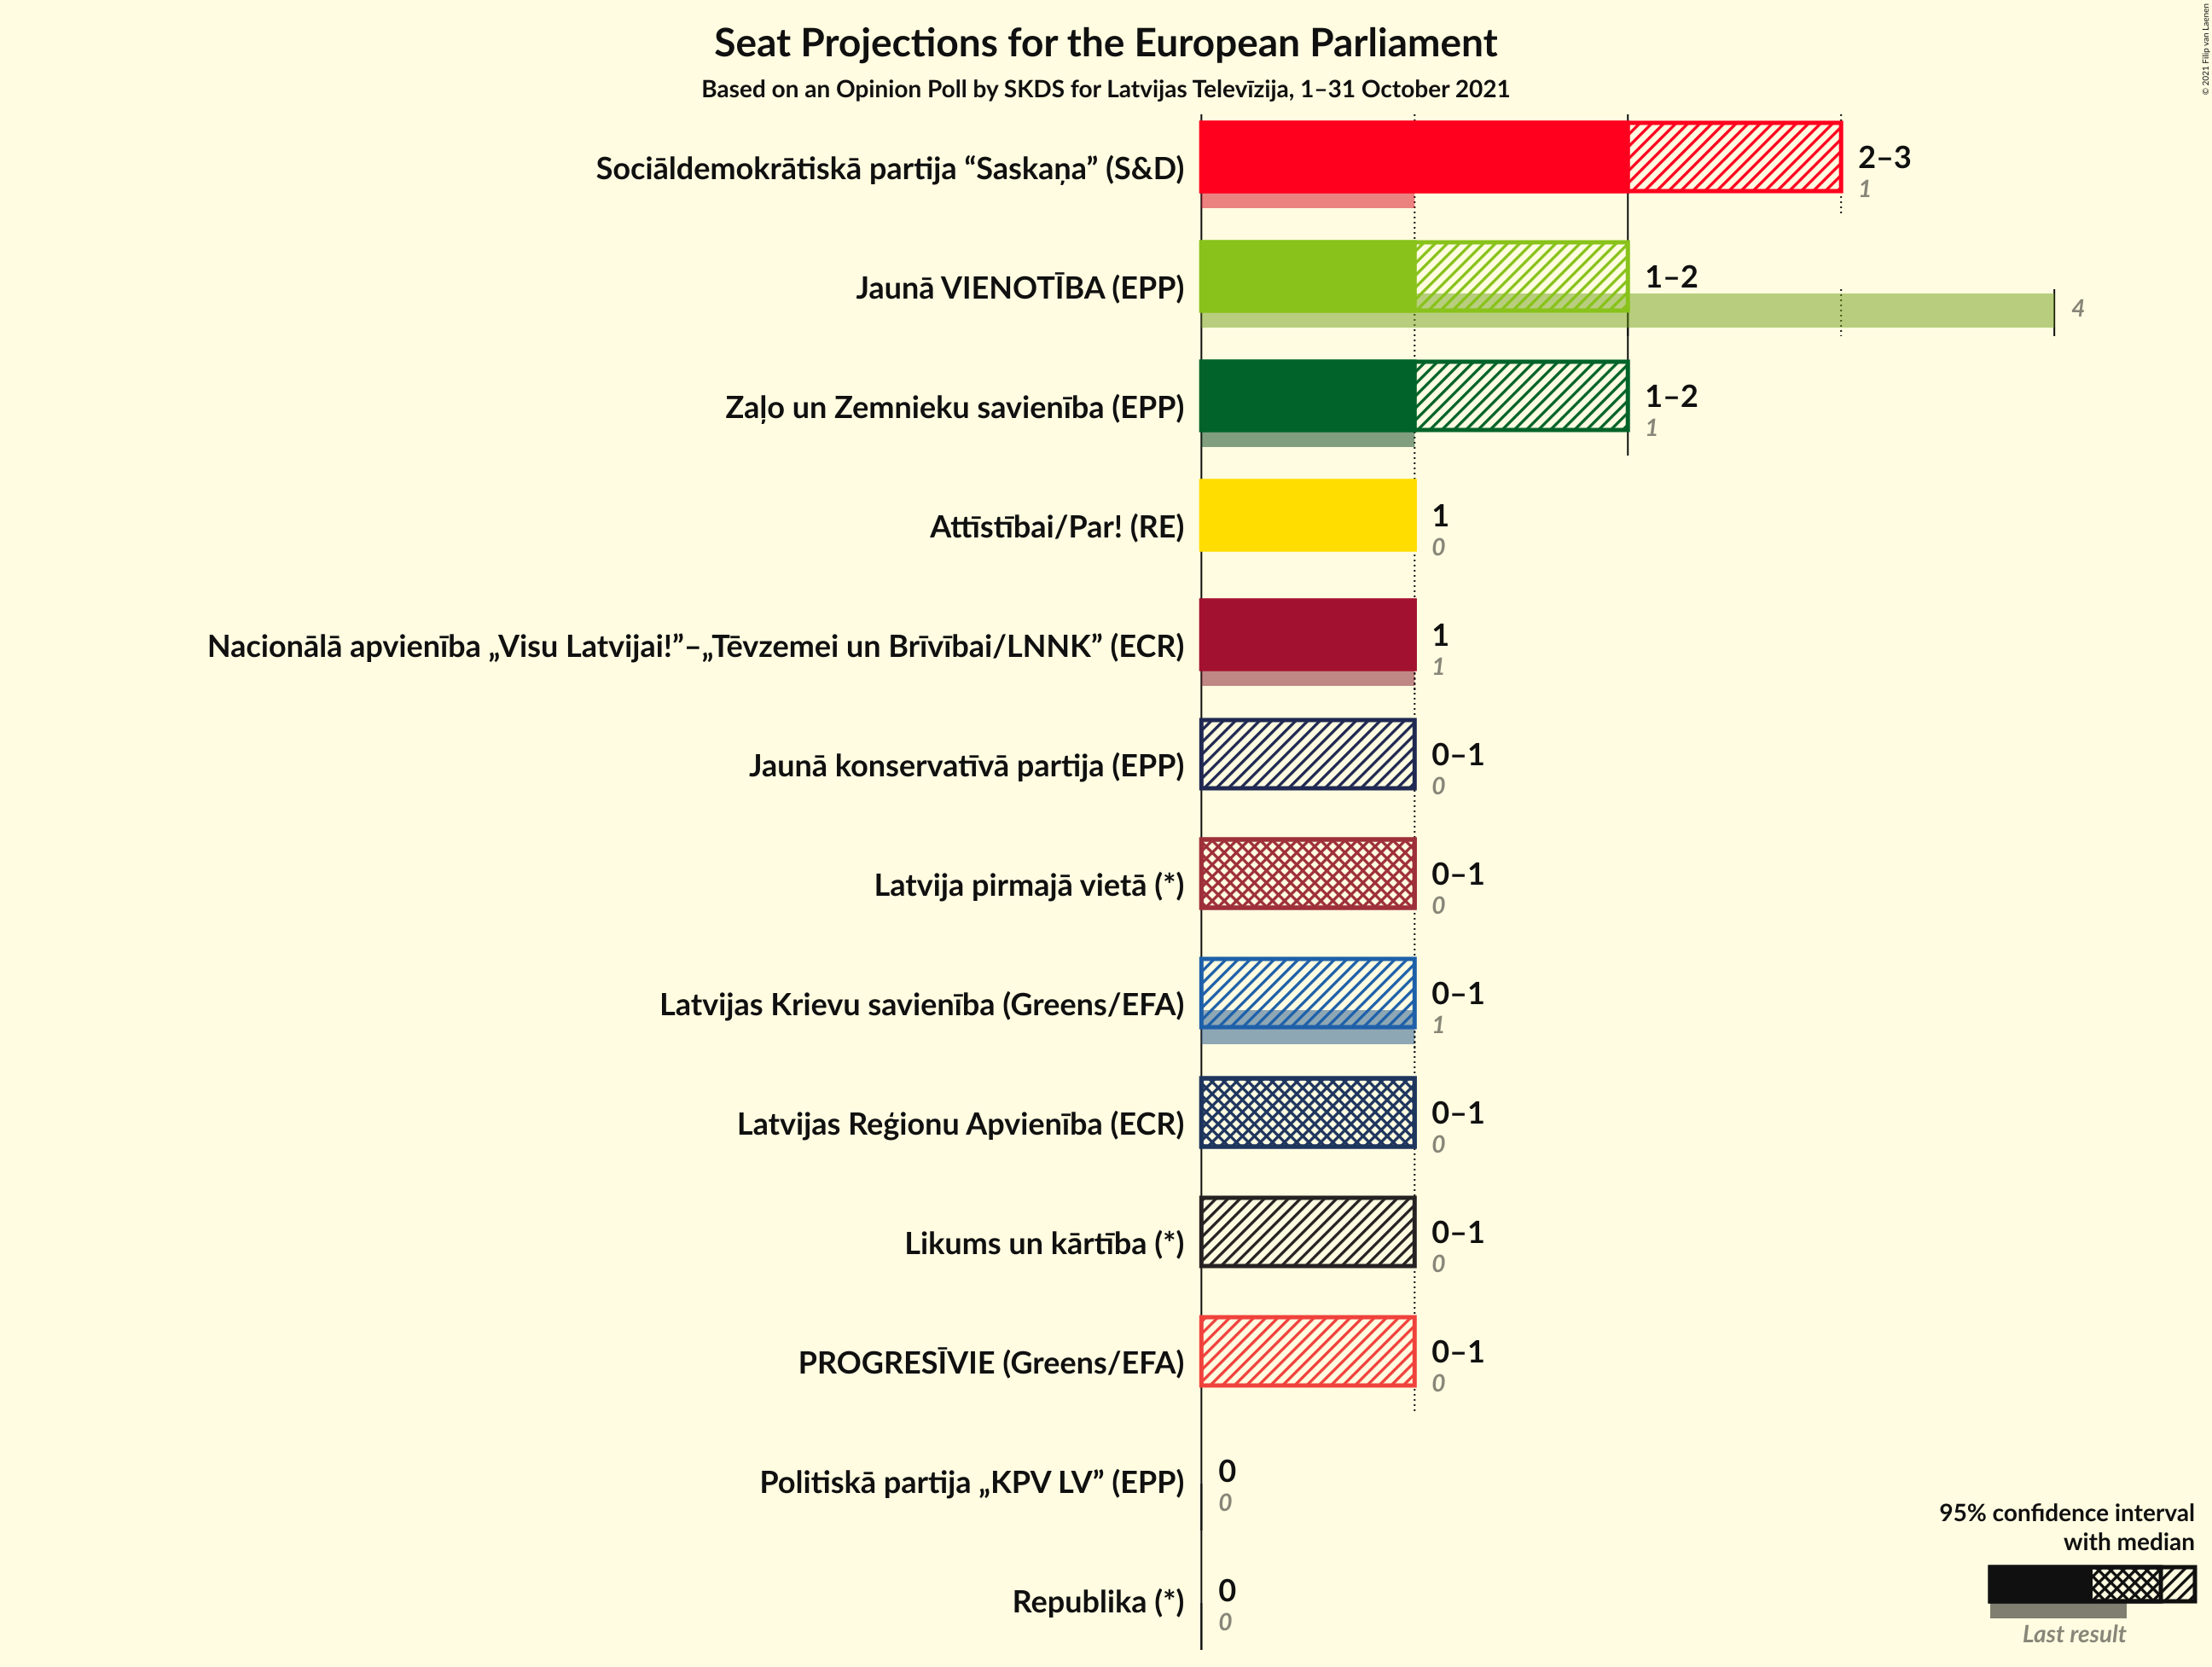 Seat Projections for the European Parliament
Based on an Opinion Poll by SKDS for Latvijas Televīzija, 1–31 October 2021
© 2021 Filip van Laenen
Sociāldemokrātiskā partija “Saskaņa” (S&D)
2–3
1
Jaunā VIENOTĪBA (EPP)
1–2
4
Zaļo un Zemnieku savienība (EPP)
1–2
1
Attīstībai/Par! (RE)
1
0
Nacionālā apvienība „Visu Latvijai!”–„Tēvzemei un Brīvībai/LNNK” (ECR)
1
1
Jaunā konservatīvā partija (EPP)
0–1
0
Latvija pirmajā vietā (*)
0–1
0
Latvijas Krievu savienība (Greens/EFA)
0–1
1
Latvijas Reģionu Apvienība (ECR)
0–1
0
Likums un kārtība (*)
0–1
0
PROGRESĪVIE (Greens/EFA)
0–1
0
Politiskā partija „KPV LV” (EPP)
0
0
Republika (*)
0
0
95% confidence interval
with median
Last result